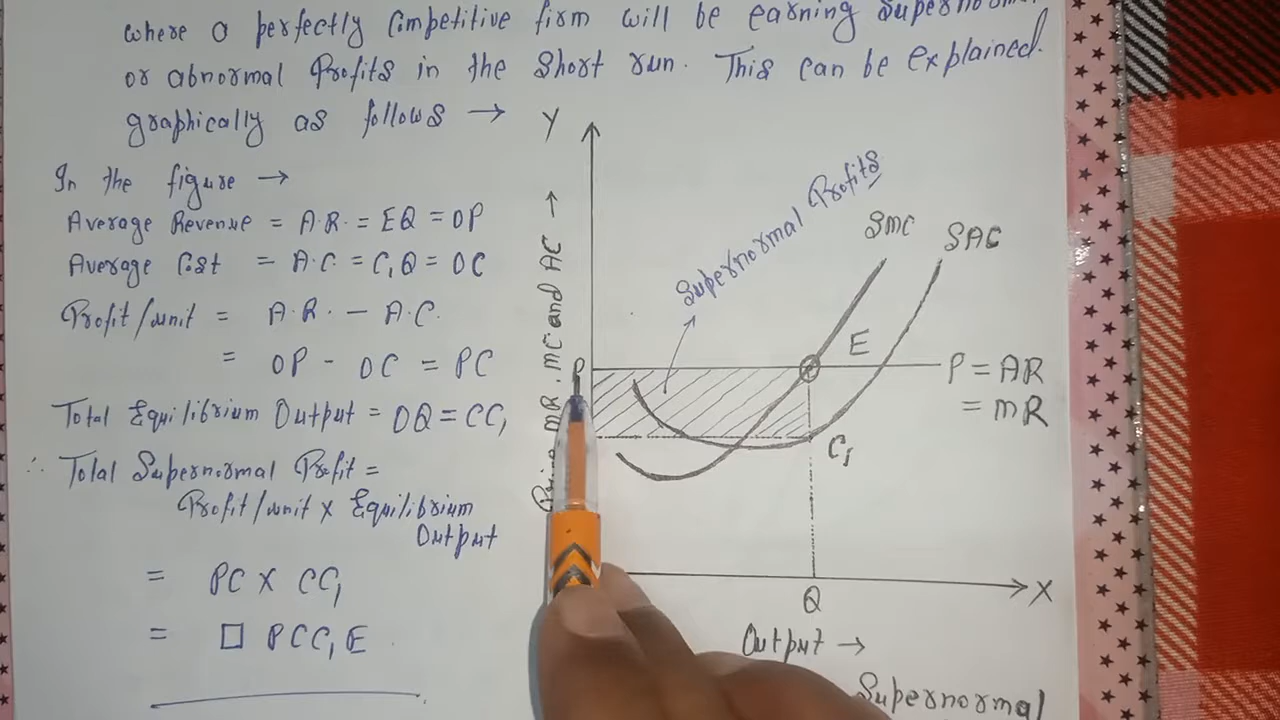 where a perfectly Competitive firm will be earning Supernormal
or abnormal Profits in the Short run. This can be explained
graphically as follows →
In the figure →
Average Revenue = A.R. = EQ = OP
Average Cost = A.C. = C₁Q = OC
Profit/unit = A.R. - A.C.
= OP - OC = PC
Total Equilibrium Output = OQ = CC₁
∴ Total Supernormal Profit =
Profit/unit x Equilibrium
Output
= PC X CC₁
= □ PCC₁E
Y
MR, MC and AC →
Supernormal Profits
SMC
SAC
E
P
P = AR
= MR
C₁
X
Q
Output →
Supernormal